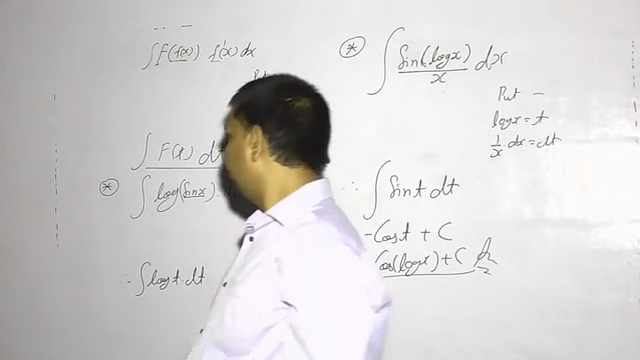 ∫F(f(x)) f'(x) dx
Put
∫F(t) dt
⊛ ∫log(sinx).
∴ ∫logt.dt
⊛ ∫ Sin(logx)/x dx
Put -
logx = t
1/x dx = dt
∴ ∫ Sint dt
-Cost + C
Cos(logx) + C